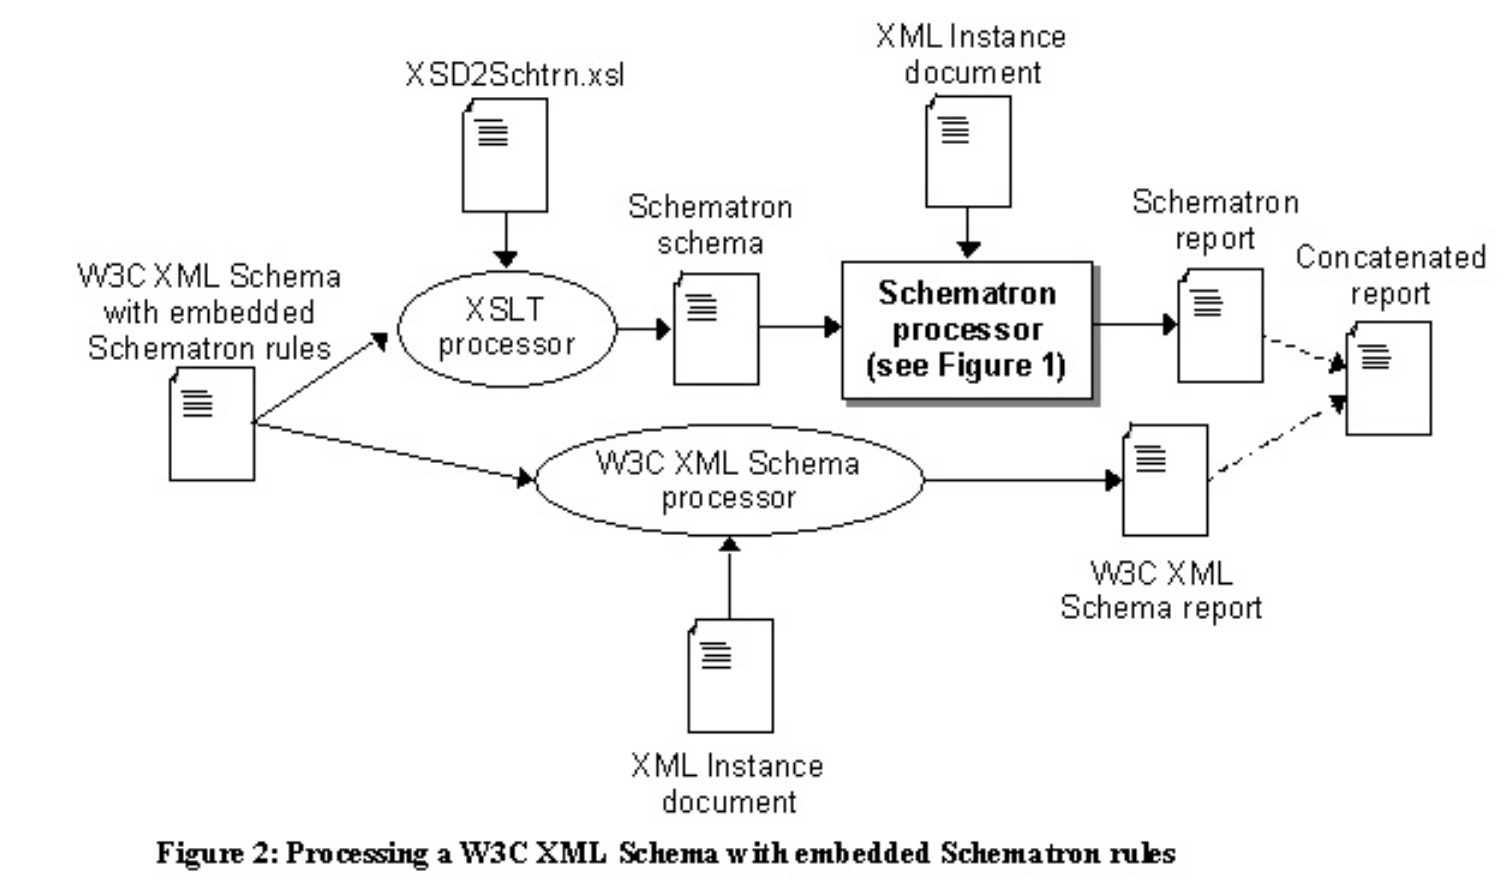 XML Instance
document
XSD2Schtrn.xsl
Schematron
schema
Schematron
report
Concatenated
report
W3C XML Schema
with embedded
Schematron rules
XSLT
processor
Schematron
processor
(see Figure 1)
W3C XML Schema
processor
W3C XML
Schema report
XML Instance
document
Figure 2: Processing a W3C XML Schema with embedded Schematron rules